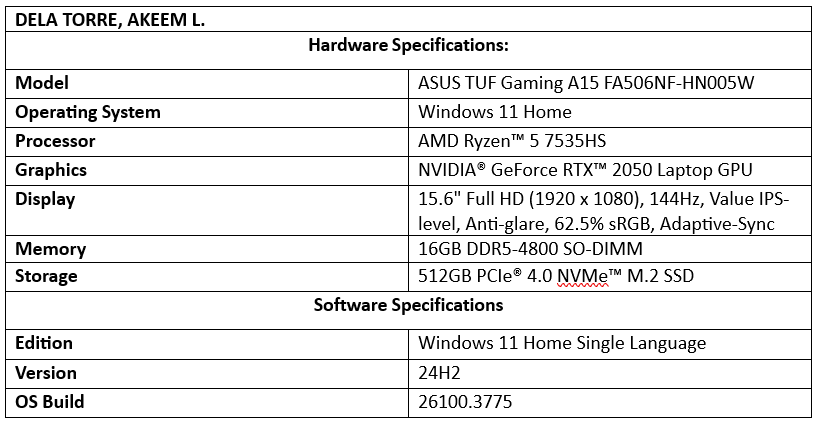 DELA TORRE, AKEEM L.
Hardware Specifications:
Model ASUS TUF Gaming A15 FA506NF-HN005W
Operating System Windows 11 Home
Processor AMD Ryzen™ 5 7535HS
Graphics NVIDIA® GeForce RTX™ 2050 Laptop GPU
Display 15.6" Full HD (1920 x 1080), 144Hz, Value IPS-
level, Anti-glare, 62.5% sRGB, Adaptive-Sync
Memory 16GB DDR5-4800 SO-DIMM
Storage 512GB PCIe® 4.0 NVMe™ M.2 SSD
Software Specifications
Edition Windows 11 Home Single Language
Version 24H2
OS Build 26100.3775